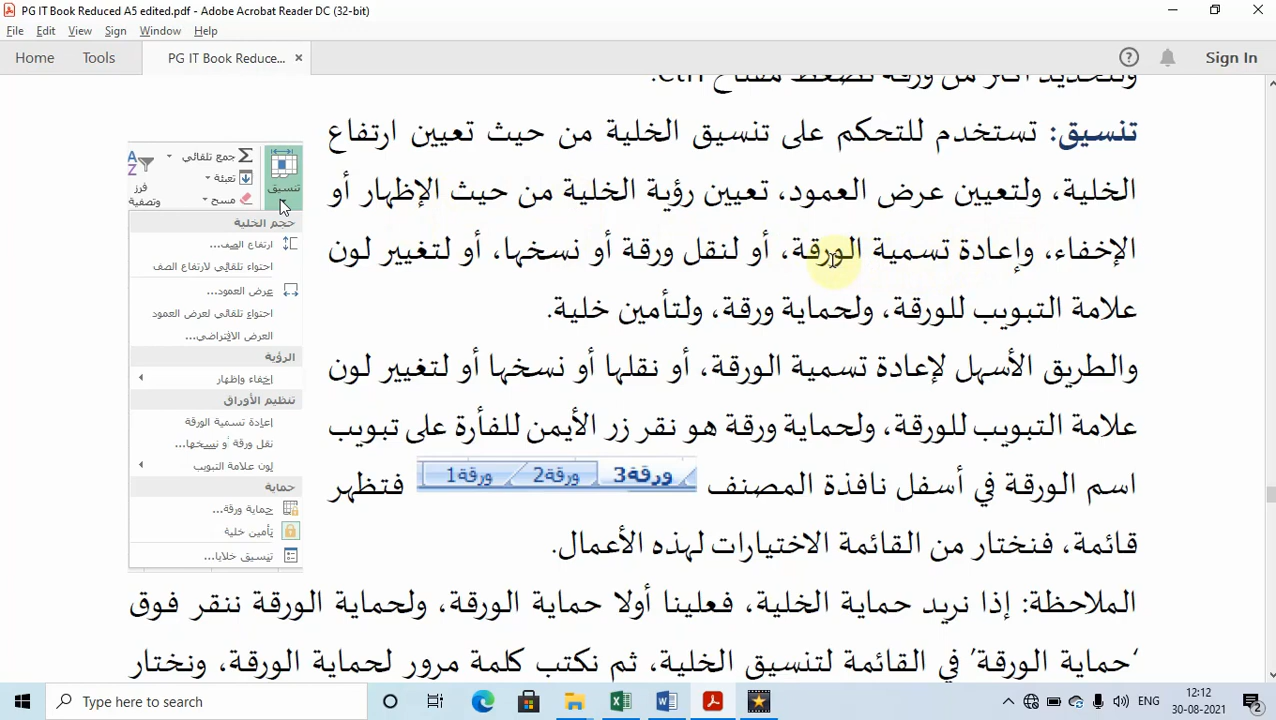 PG IT Book Reduced A5 edited.pdf - Adobe Acrobat Reader DC (32-bit)
File Edit View Sign Window Help
Home Tools PG IT Book Reduce... × Sign In
تنسيق: تستخدم للتحكم على تنسيق الخلية من حيث تعيين ارتفاع
الخلية، ولتعيين عرض العمود، تعيين رؤية الخلية من حيث الإظهار أو
الإخفاء، وإعادة تسمية الورقة، أو لنقل ورقة أو نسخها، أو لتغيير لون
علامة التبويب للورقة، ولحماية ورقة، ولتأمين خلية.
والطريق الأسهل لإعادة تسمية الورقة، أو نقلها أو نسخها أو لتغيير لون
علامة التبويب للورقة، ولحماية ورقة هو نقر زر الأيمن للفأرة على تبويب
اسم الورقة في أسفل نافذة المصنف ورقة3 ورقة2 ورقة1 فتظهر
قائمة، فنختار من القائمة الاختيارات لهذه الأعمال.
الملاحظة: إذا نريد حماية الخلية، فعلينا أولا حماية الورقة، ولحماية الورقة ننقر فوق
‘حماية الورقة’ في القائمة لتنسيق الخلية، ثم نكتب كلمة مرور لحماية الورقة، ونختار
جمع تلقائي
تعبئة
مسح
فرز
وتصفية
تنسيق
حجم الخلية
ارتفاع الصف...
احتواء تلقائي لارتفاع الصف
عرض العمود...
احتواء تلقائي لعرض العمود
العرض الافتراضي...
الرؤية
إخفاء وإظهار
تنظيم الأوراق
إعادة تسمية الورقة
نقل ورقة أو نسخها...
لون علامة التبويب
حماية
حماية ورقة...
تأمين خلية
تنسيق خلايا...
Type here to search
ENG
12:12
30-08-2021
2